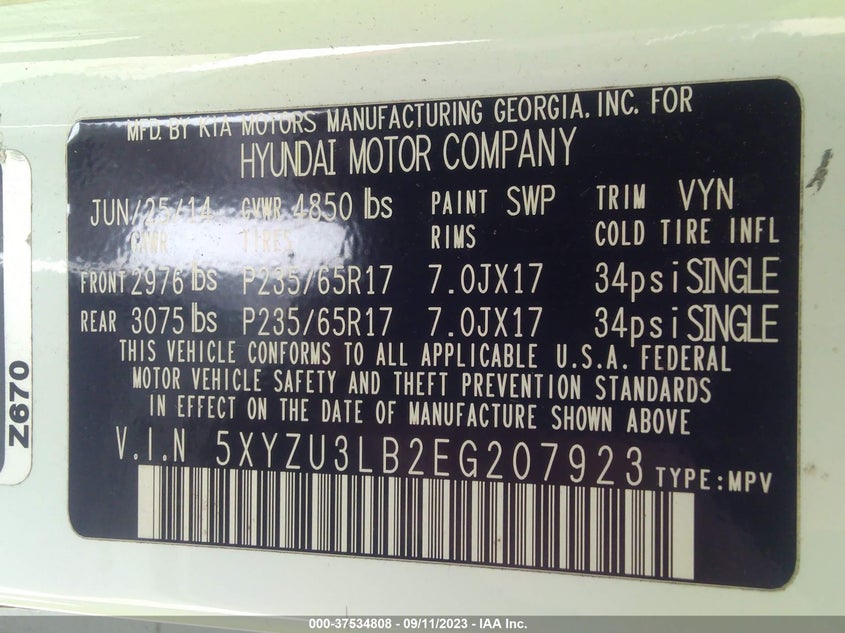 MFD. BY KIA MOTORS MANUFACTURING GEORGIA. INC. FOR
HYUNDAI MOTOR COMPANY
JUN/25/14 GVWR 4850 lbs PAINT SWP TRIM VYN
GAWR TIRES RIMS COLD TIRE INFL
FRONT 2976 lbs P235/65R17 7.0JX17 34psi SINGLE
REAR 3075 lbs P235/65R17 7.0JX17 34psi SINGLE
THIS VEHICLE CONFORMS TO ALL APPLICABLE U.S.A. FEDERAL
MOTOR VEHICLE SAFETY AND THEFT PREVENTION STANDARDS
IN EFFECT ON THE DATE OF MANUFACTURE SHOWN ABOVE
V.I.N 5XYZU3LB2EG207923 TYPE:MPV
Z670
000-37534808 - 09/11/2023 - IAA Inc.